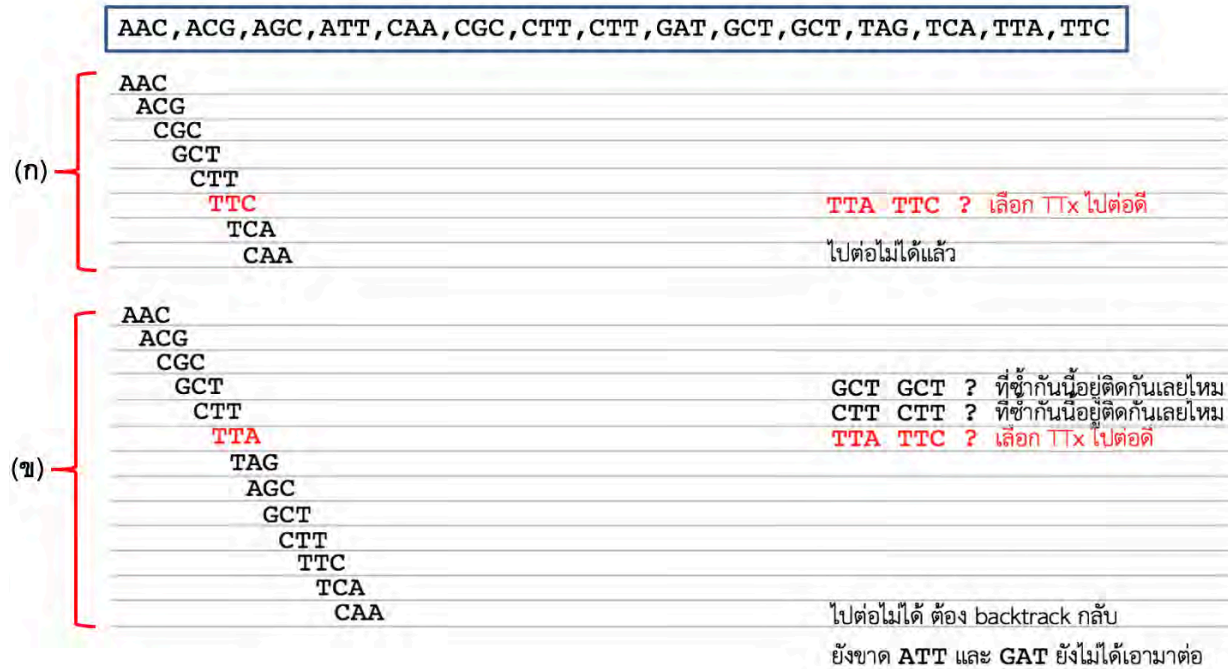 AAC,ACG,AGC,ATT,CAA,CGC,CTT,CTT,GAT,GCT,GCT,TAG,TCA,TTA,TTC
(ก)
AAC
ACG
CGC
GCT
CTT
TTC TTA TTC ? เลือก TTx ไปต่อดี
TCA
CAA ไปต่อไม่ได้แล้ว
(ข)
AAC
ACG
CGC
GCT GCT GCT ? ที่ซ้ำกันนี้อยู่ติดกันเลยไหม
CTT CTT CTT ? ที่ซ้ำกันนี้อยู่ติดกันเลยไหม
TTA TTA TTC ? เลือก TTx ไปต่อดี
TAG
AGC
GCT
CTT
TTC
TCA
CAA ไปต่อไม่ได้ ต้อง backtrack กลับ
ยังขาด ATT และ GAT ยังไม่ได้เอามาต่อ